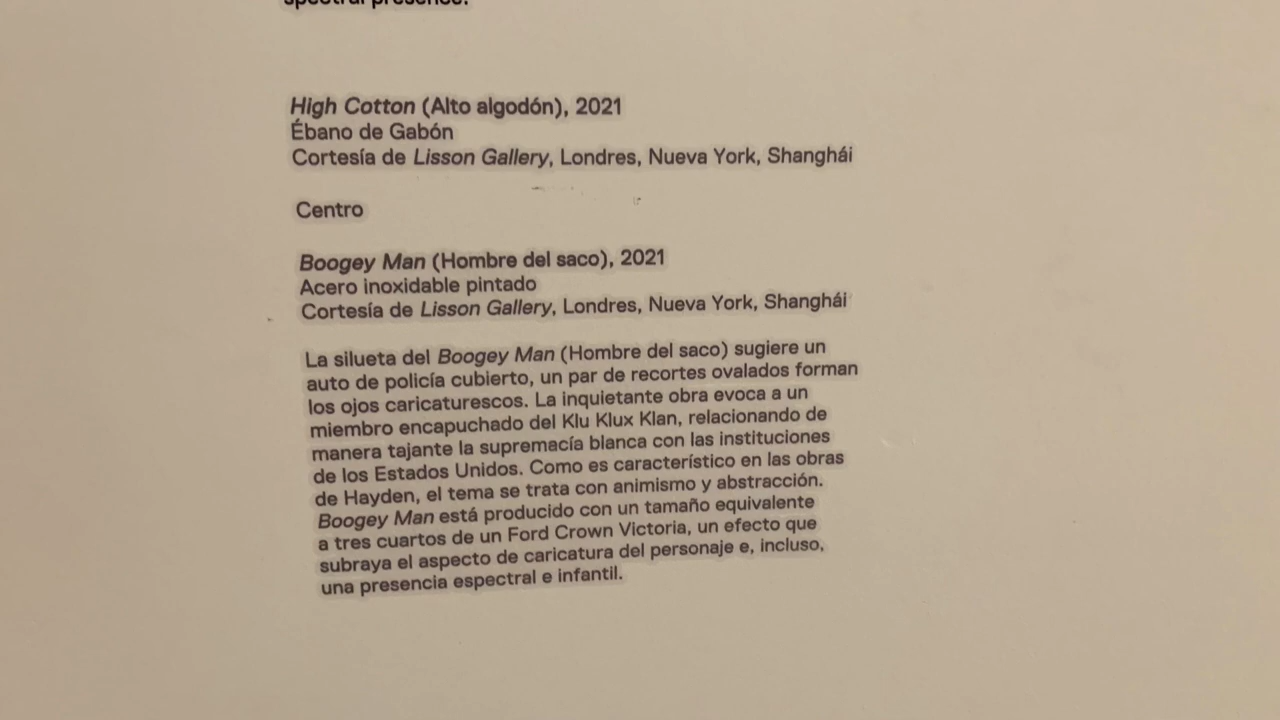 spectral presence.
High Cotton (Alto algodón), 2021
Ébano de Gabón
Cortesía de Lisson Gallery, Londres, Nueva York, Shanghái
Centro
Boogey Man (Hombre del saco), 2021
Acero inoxidable pintado
Cortesía de Lisson Gallery, Londres, Nueva York, Shanghái
La silueta del Boogey Man (Hombre del saco) sugiere un
auto de policía cubierto, un par de recortes ovalados forman
los ojos caricaturescos. La inquietante obra evoca a un
miembro encapuchado del Klu Klux Klan, relacionando de
manera tajante la supremacía blanca con las instituciones
de los Estados Unidos. Como es característico en las obras
de Hayden, el tema se trata con animismo y abstracción.
Boogey Man está producido con un tamaño equivalente
a tres cuartos de un Ford Crown Victoria, un efecto que
subraya el aspecto de caricatura del personaje e, incluso,
una presencia espectral e infantil.